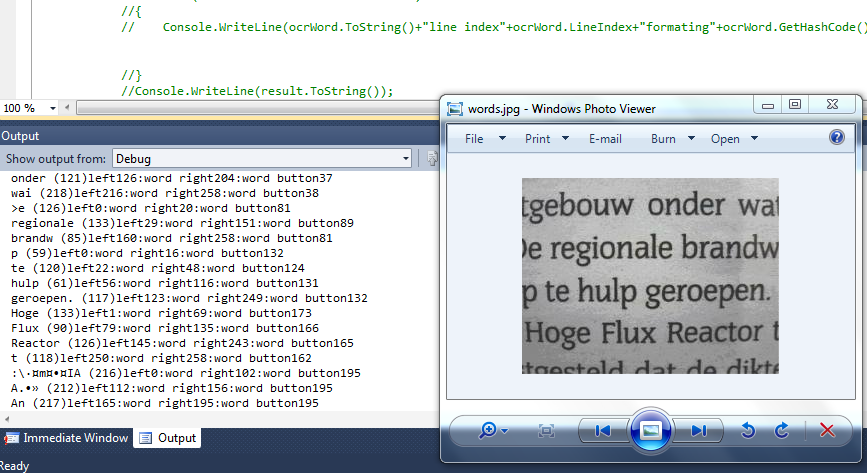 //{
// Console.WriteLine(ocrWord.ToString()+"line index"+ocrWord.LineIndex+"formating"+ocrWord.GetHashCode()
//}
//Console.WriteLine(result.ToString());
100 %
Output
Show output from: Debug
onder (121)left126:word right204:word button37
wai (218)left216:word right258:word button38
>e (126)left0:word right20:word button81
regionale (133)left29:word right151:word button89
brandw (85)left160:word right258:word button81
p (59)left0:word right16:word button132
te (120)left22:word right48:word button124
hulp (61)left56:word right116:word button131
geroepen. (117)left123:word right249:word button132
Hoge (133)left1:word right69:word button173
Flux (90)left79:word right135:word button166
Reactor (126)left145:word right243:word button165
t (118)left250:word right258:word button162
:\·¤m¤•¤IA (216)left0:word right102:word button195
A.•» (212)left112:word right156:word button195
An (217)left165:word right195:word button195
Immediate Window Output
Ready
words.jpg - Windows Photo Viewer
File Print E-mail Burn Open
tgebouw onder wat
De regionale brandw
p te hulp geroepen.
Hoge Flux Reactor t
tgesteld dat de dikte